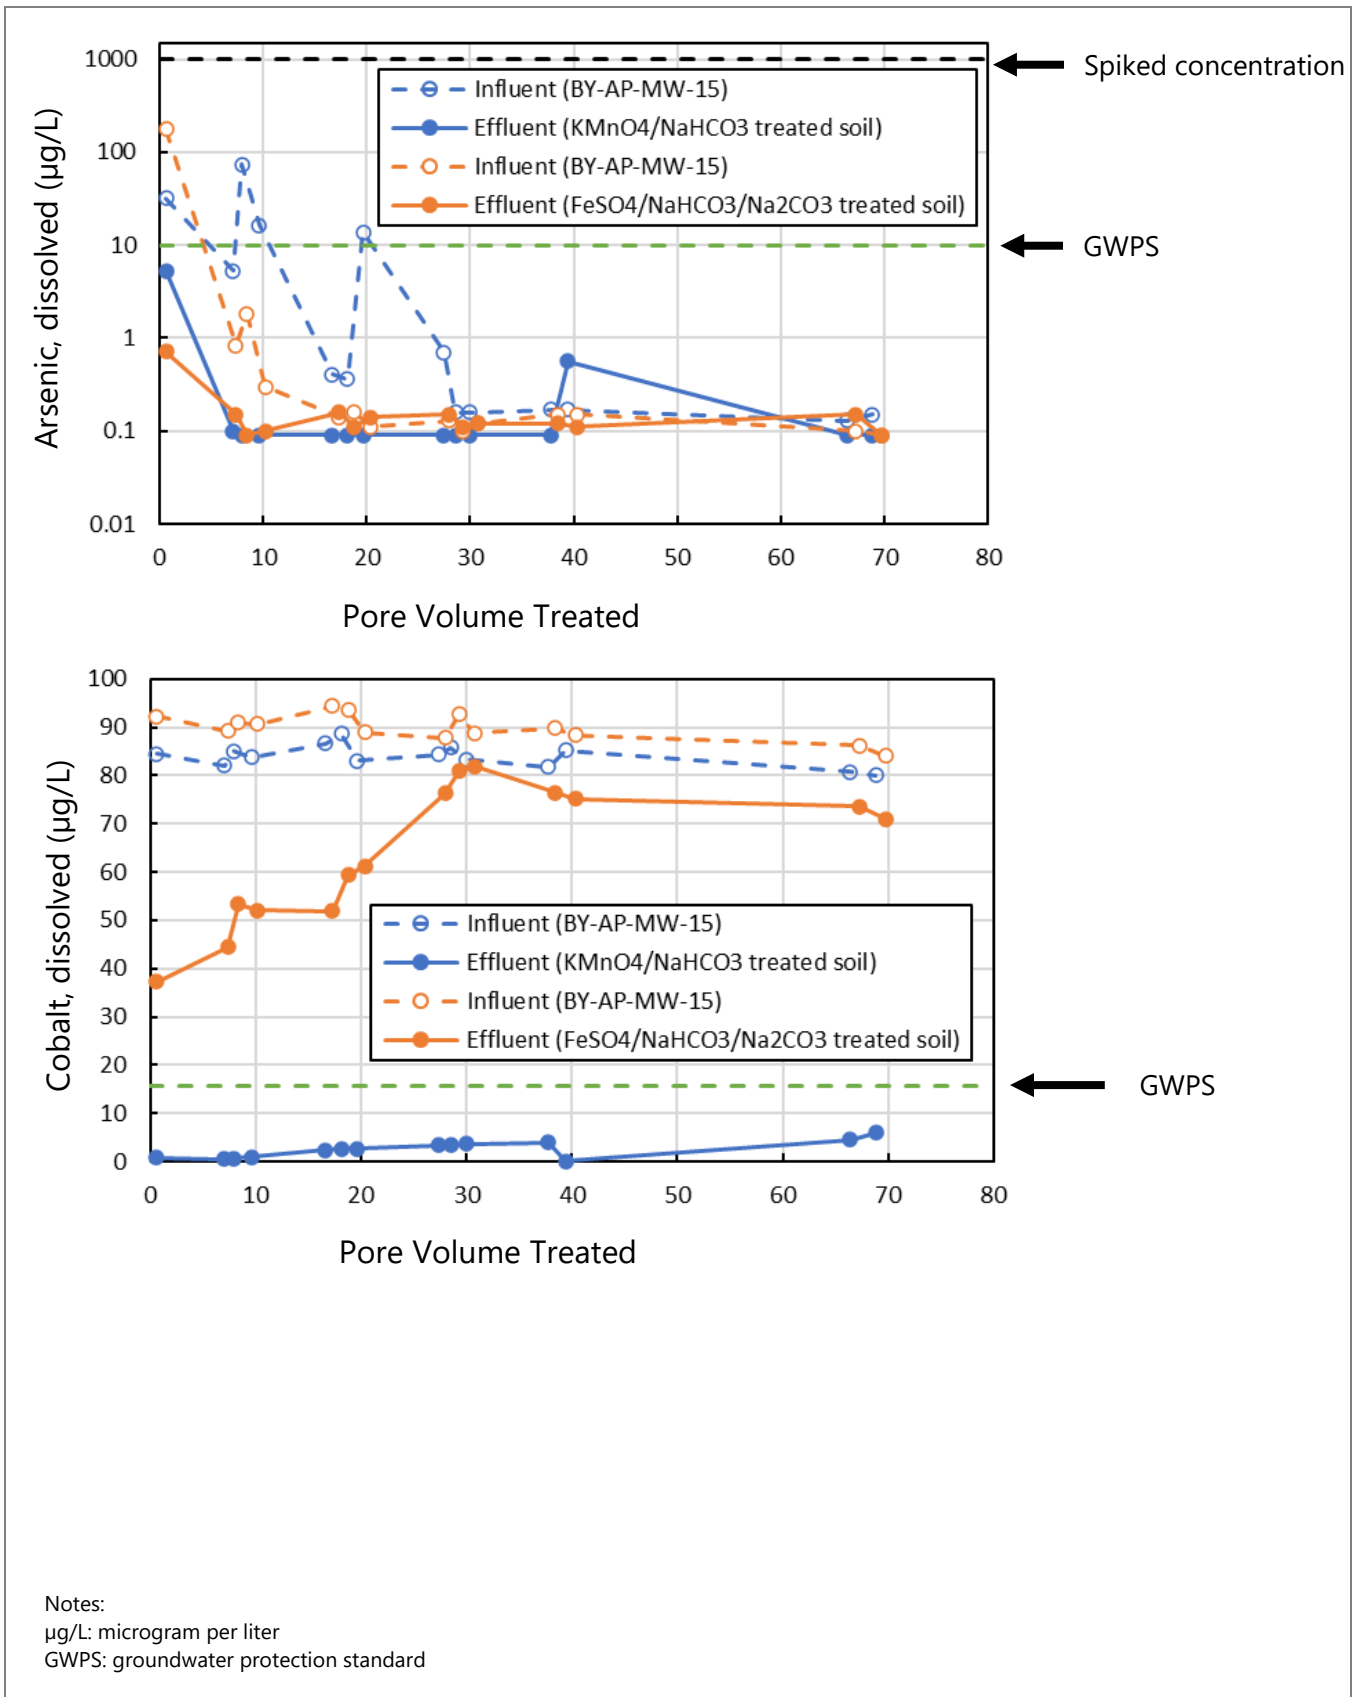 Arsenic, dissolved (µg/L)
1000
100
10
1
0.1
0.01
Influent (BY-AP-MW-15)
Effluent (KMnO4/NaHCO3 treated soil)
Influent (BY-AP-MW-15)
Effluent (FeSO4/NaHCO3/Na2CO3 treated soil)
Spiked concentration
GWPS
0 10 20 30 40 50 60 70 80
Pore Volume Treated
Cobalt, dissolved (µg/L)
100
90
80
70
60
50
40
30
20
10
0
Influent (BY-AP-MW-15)
Effluent (KMnO4/NaHCO3 treated soil)
Influent (BY-AP-MW-15)
Effluent (FeSO4/NaHCO3/Na2CO3 treated soil)
GWPS
0 10 20 30 40 50 60 70 80
Pore Volume Treated
Notes:
µg/L: microgram per liter
GWPS: groundwater protection standard